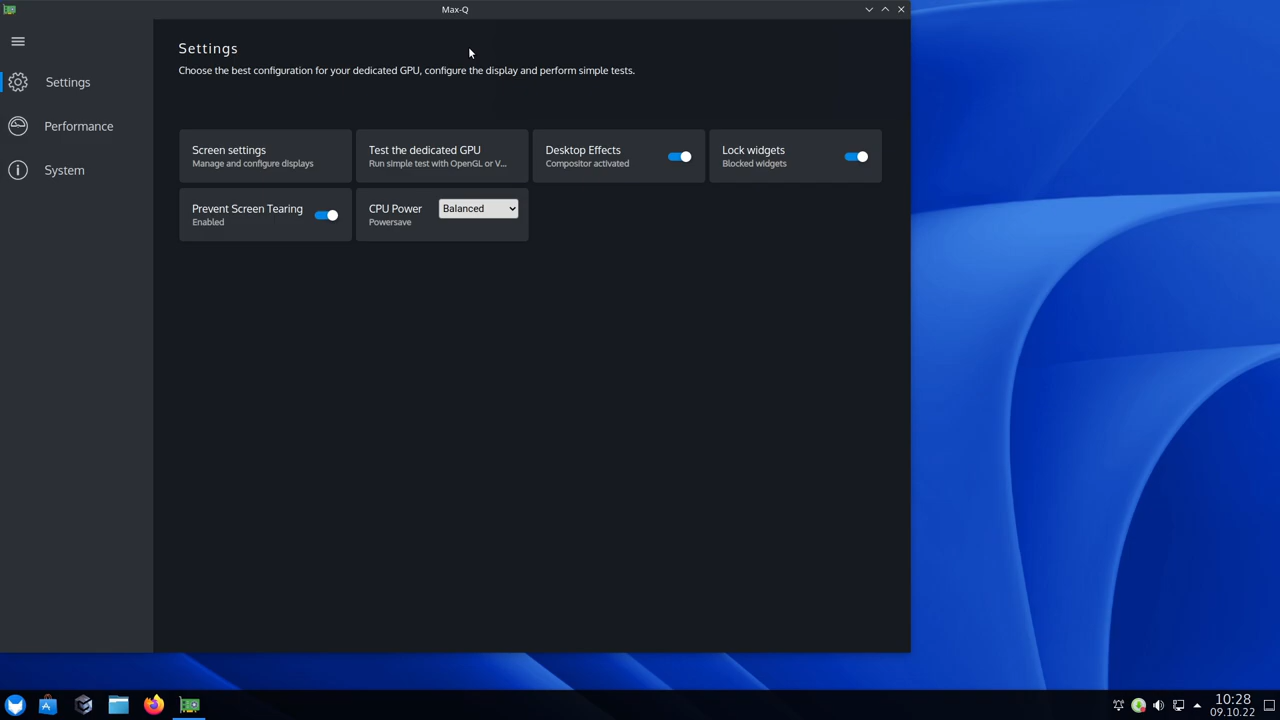 Max-Q
Settings
Choose the best configuration for your dedicated GPU, configure the display and perform simple tests.
Settings
Performance
System
Screen settings
Manage and configure displays
Test the dedicated GPU
Run simple test with OpenGL or V...
Desktop Effects
Compositor activated
Lock widgets
Blocked widgets
Prevent Screen Tearing
Enabled
CPU Power
Powersave
Balanced
10:28
09.10.22